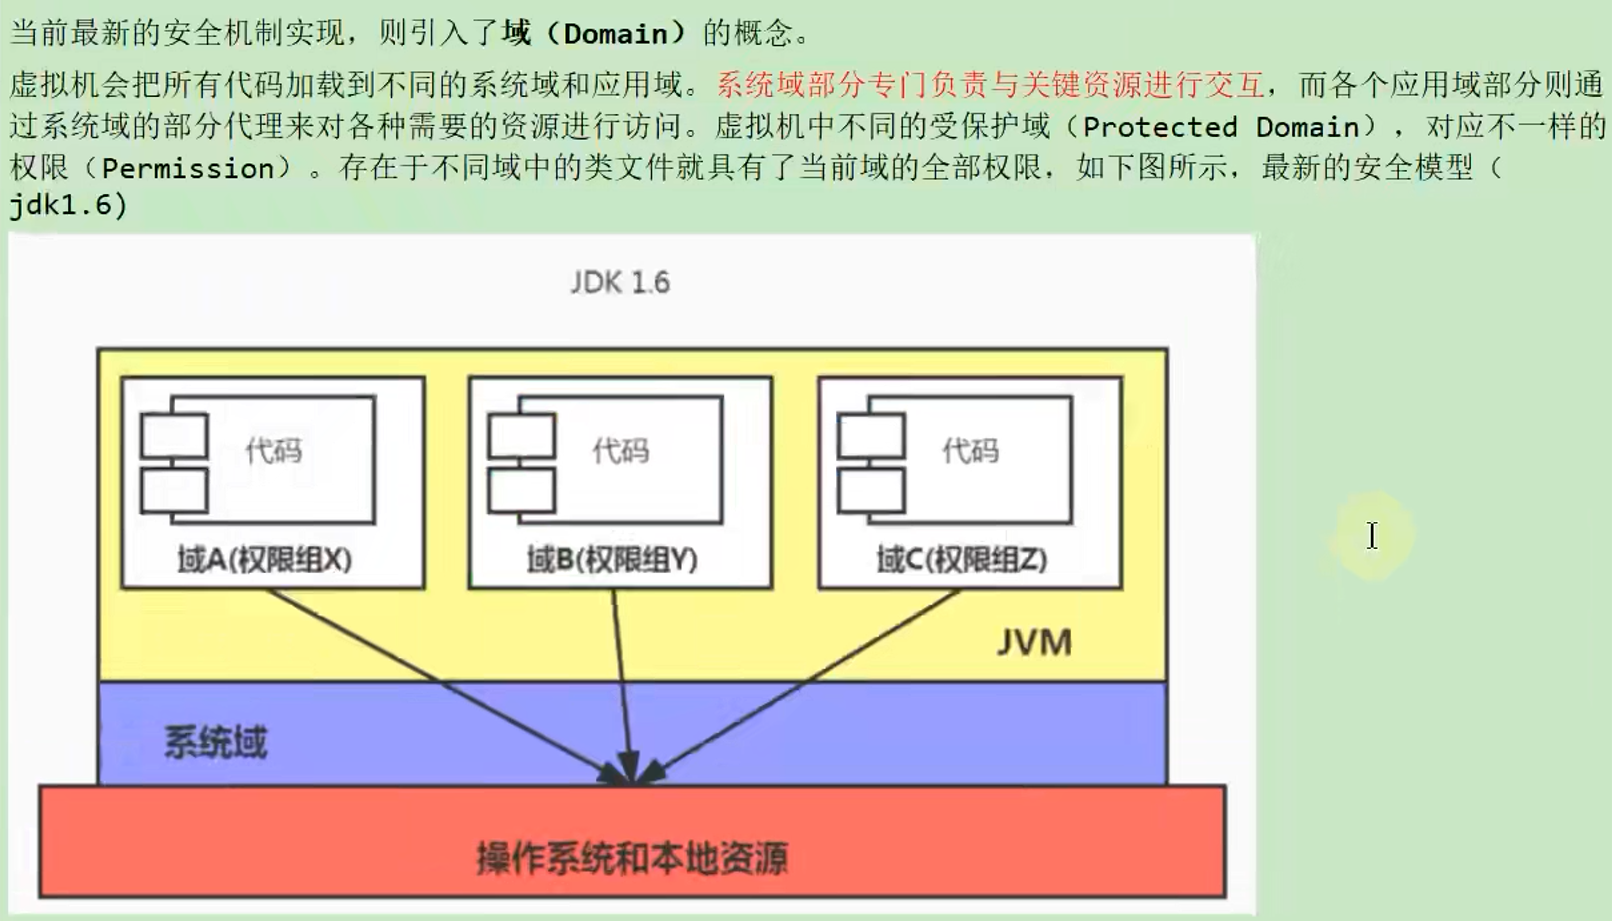 当前最新的安全机制实现，则引入了域（Domain）的概念。
虚拟机会把所有代码加载到不同的系统域和应用域。系统域部分专门负责与关键资源进行交互，而各个应用域部分则通
过系统域的部分代理来对各种需要的资源进行访问。虚拟机中不同的受保护域（Protected Domain），对应不一样的
权限（Permission）。存在于不同域中的类文件就具有了当前域的全部权限，如下图所示，最新的安全模型（
jdk1.6)
JDK 1.6
代码
代码
代码
域A(权限组X)
域B(权限组Y)
域C(权限组Z)
JVM
系统域
操作系统和本地资源